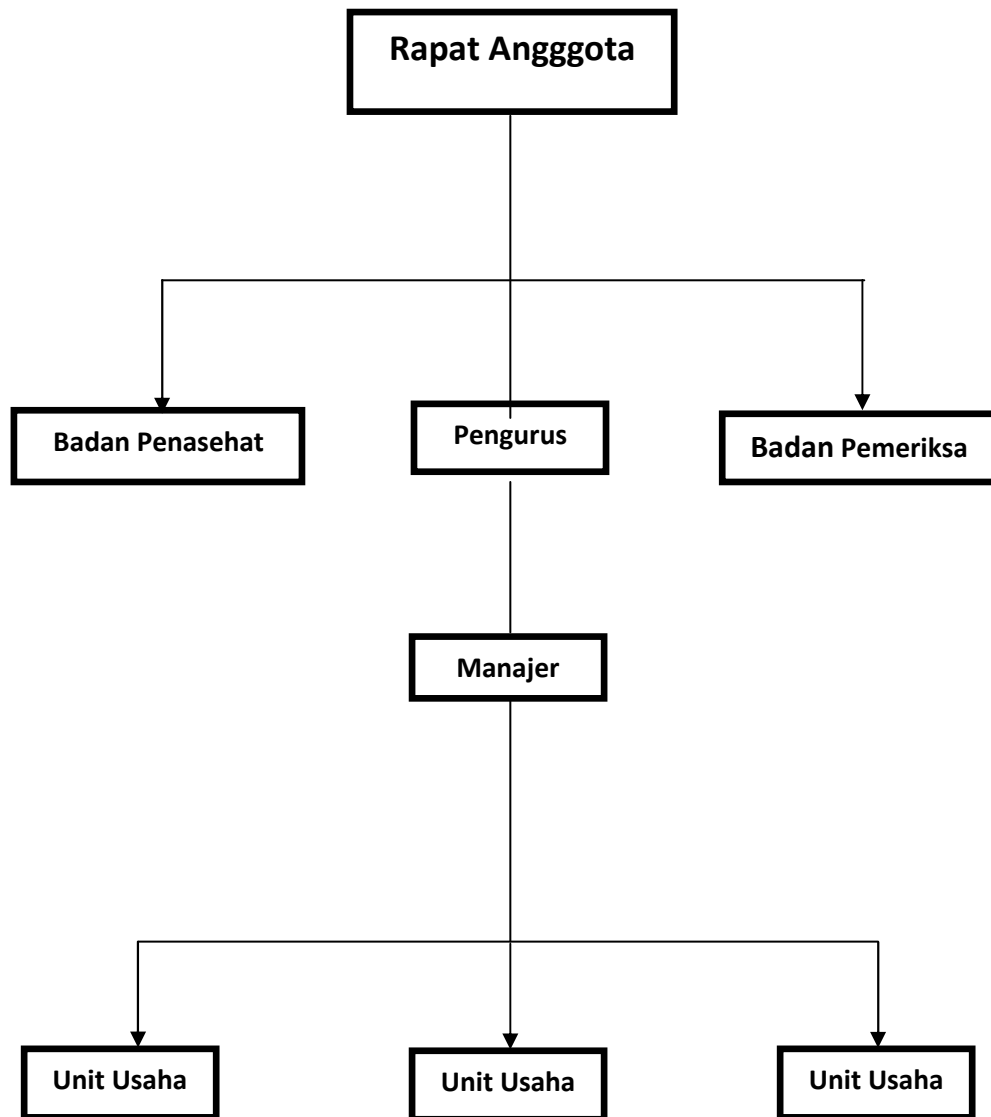 Rapat Angggota
Badan Penasehat
Pengurus
Badan Pemeriksa
Manajer
Unit Usaha
Unit Usaha
Unit Usaha